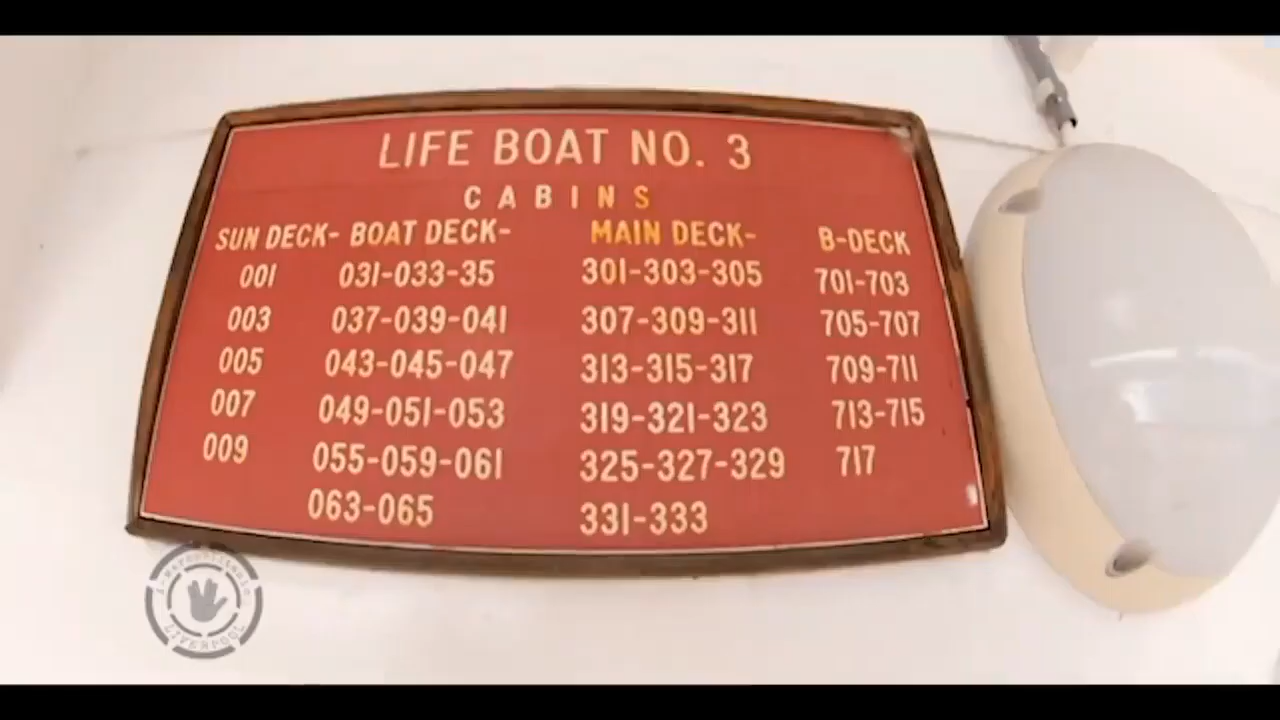 LIFE BOAT NO. 3
CABINS
SUN DECK- BOAT DECK- MAIN DECK- B-DECK
001 031-033-35 301-303-305 701-703
003 037-039-041 307-309-311 705-707
005 043-045-047 313-315-317 709-711
007 049-051-053 319-321-323 713-715
009 055-059-061 325-327-329 717
063-065 331-333
LIVERPOOL